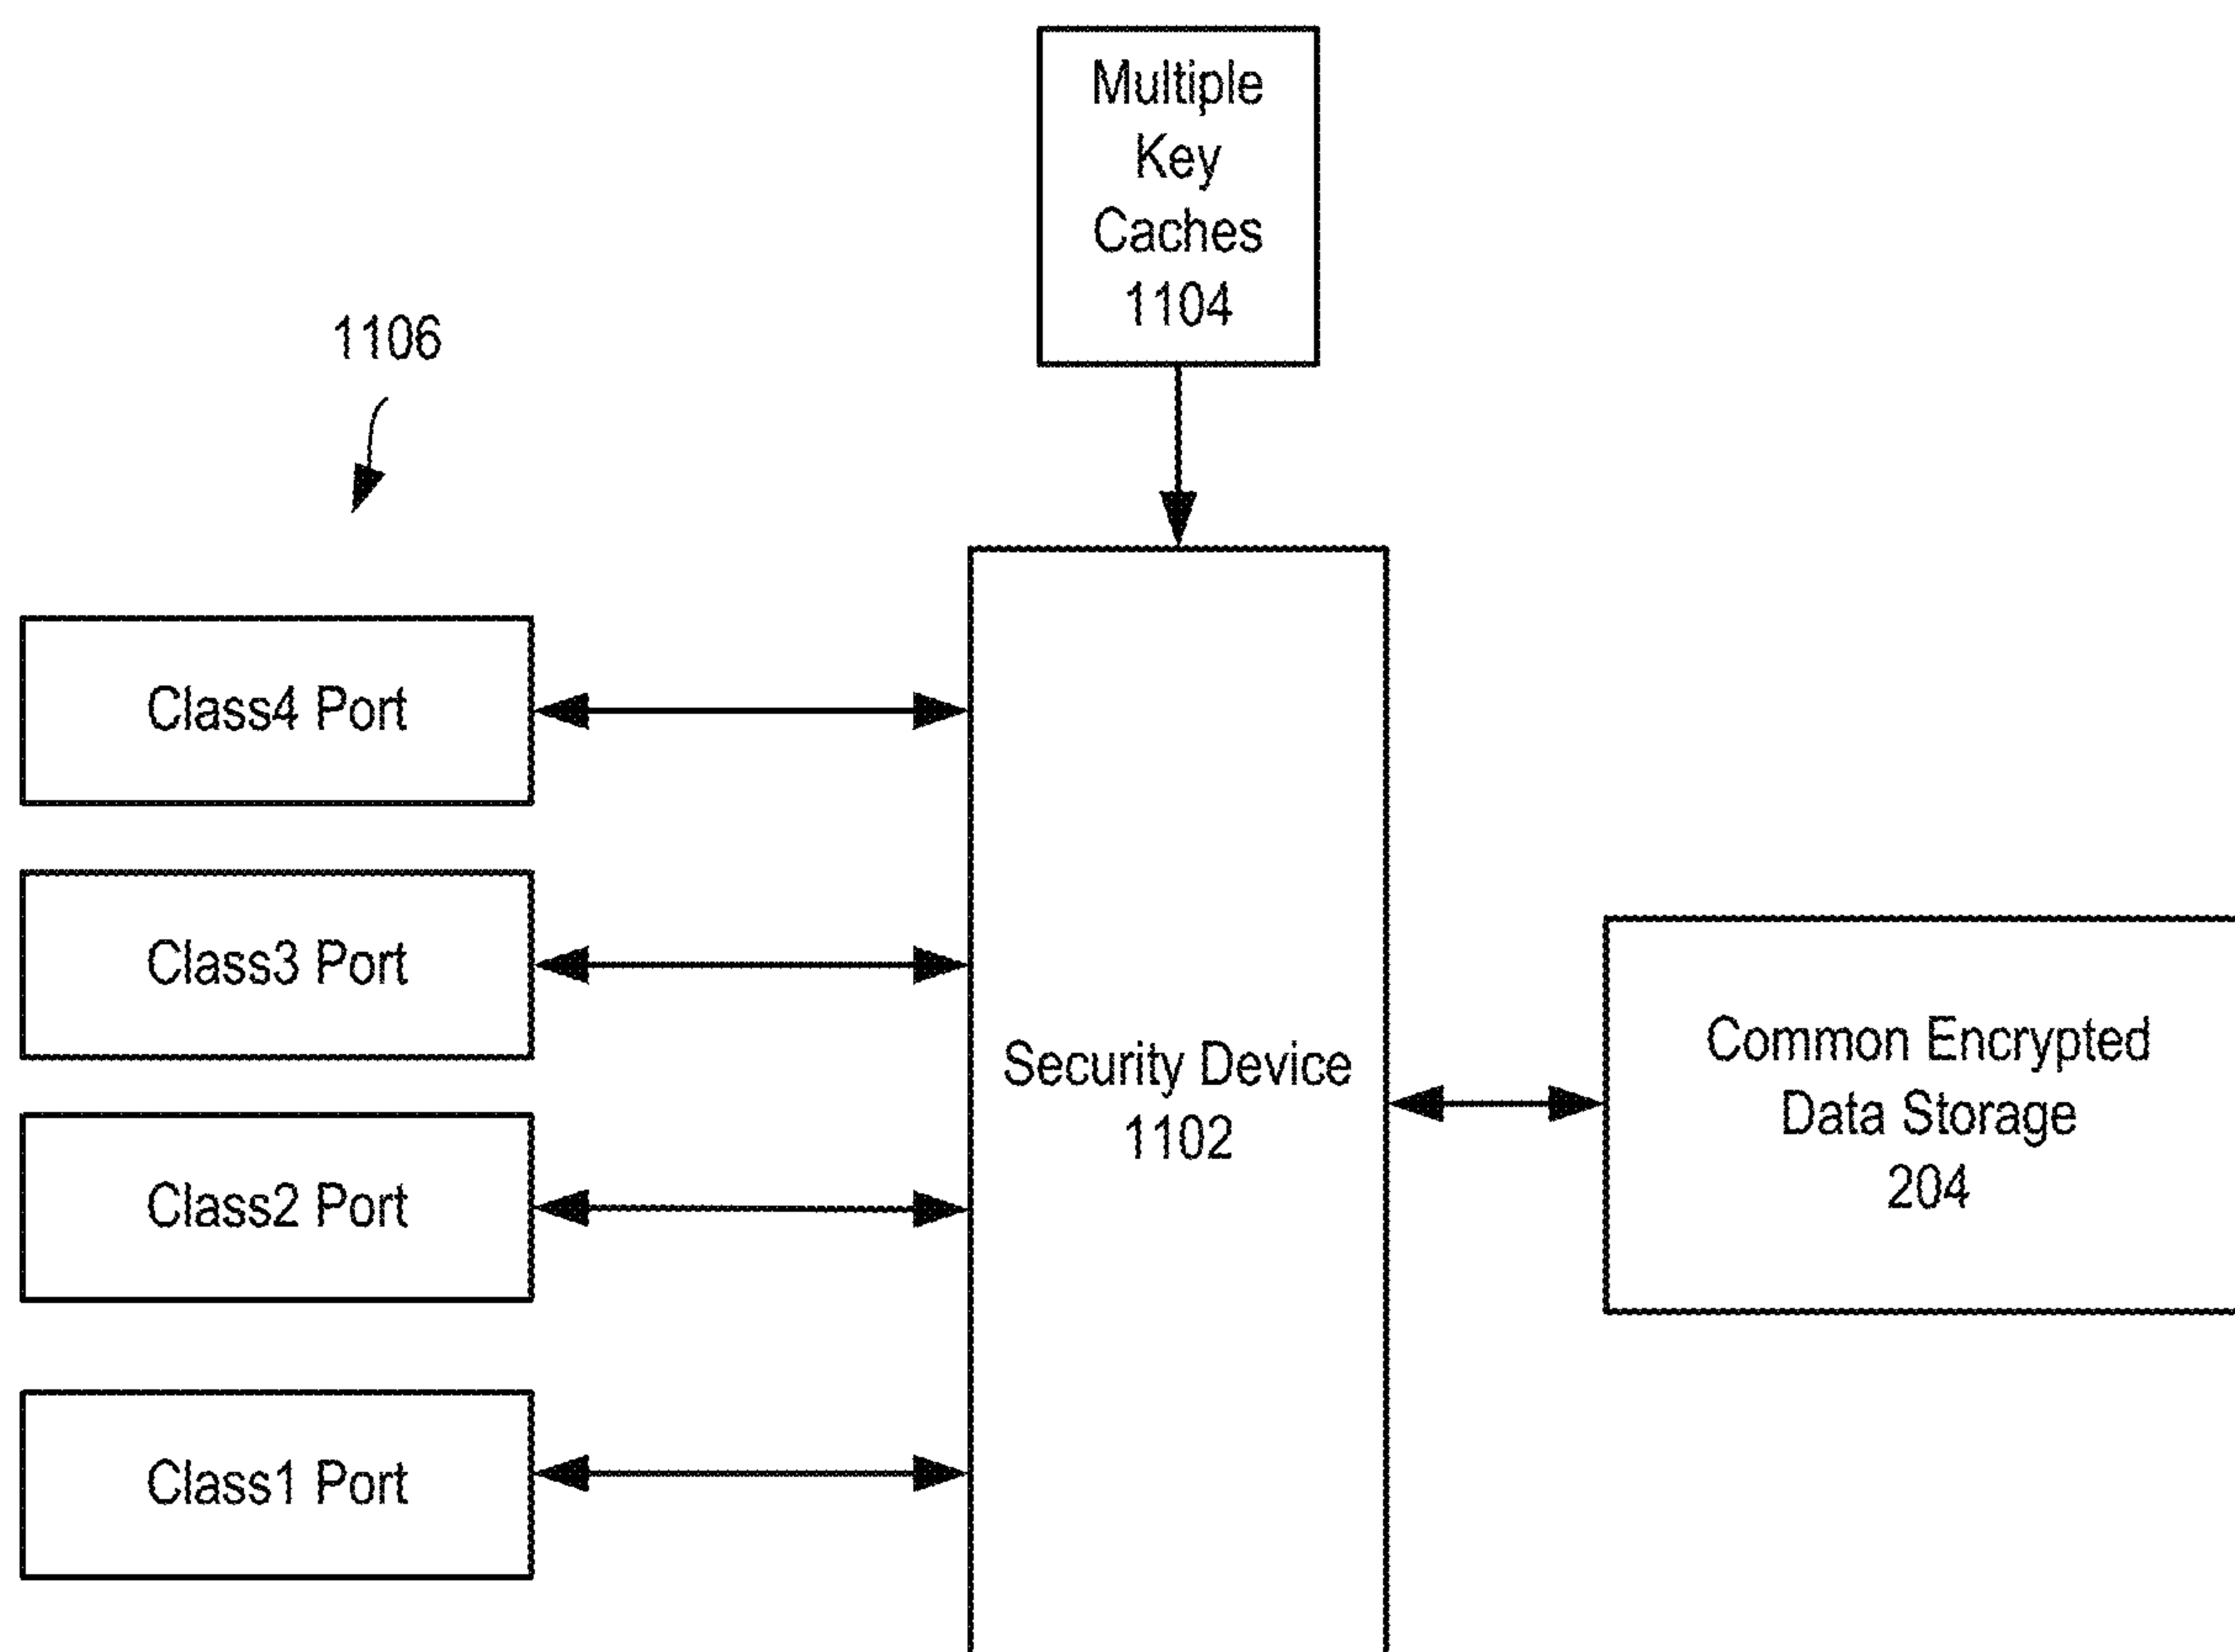 Multiple
Key
Caches
1104
1106
Class4 Port
Class3 Port
Class2 Port
Class1 Port
Security Device
1102
Common Encrypted
Data Storage
204